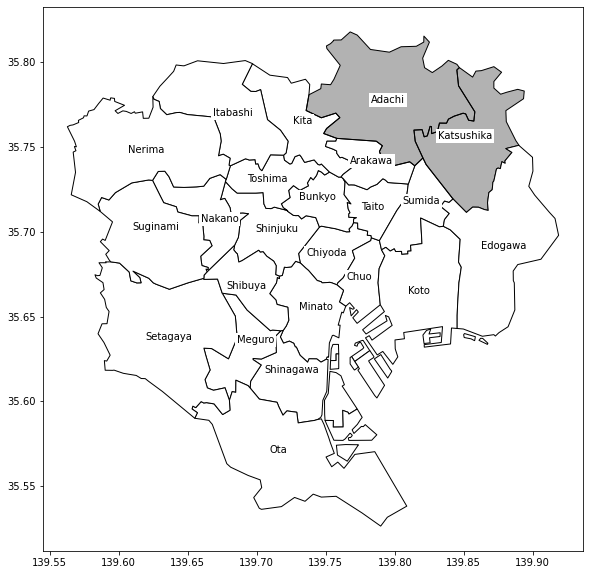 35.80
35.75
35.70
35.65
35.60
35.55
Adachi
Itabashi
Kita
Katsushika
Nerima
Arakawa
Toshima
Bunkyo
Sumida
Taito
Nakano
Suginami
Shinjuku
Edogawa
Chiyoda
Chuo
Shibuya
Koto
Minato
Setagaya
Meguro
Shinagawa
Ota
139.55 139.60 139.65 139.70 139.75 139.80 139.85 139.90